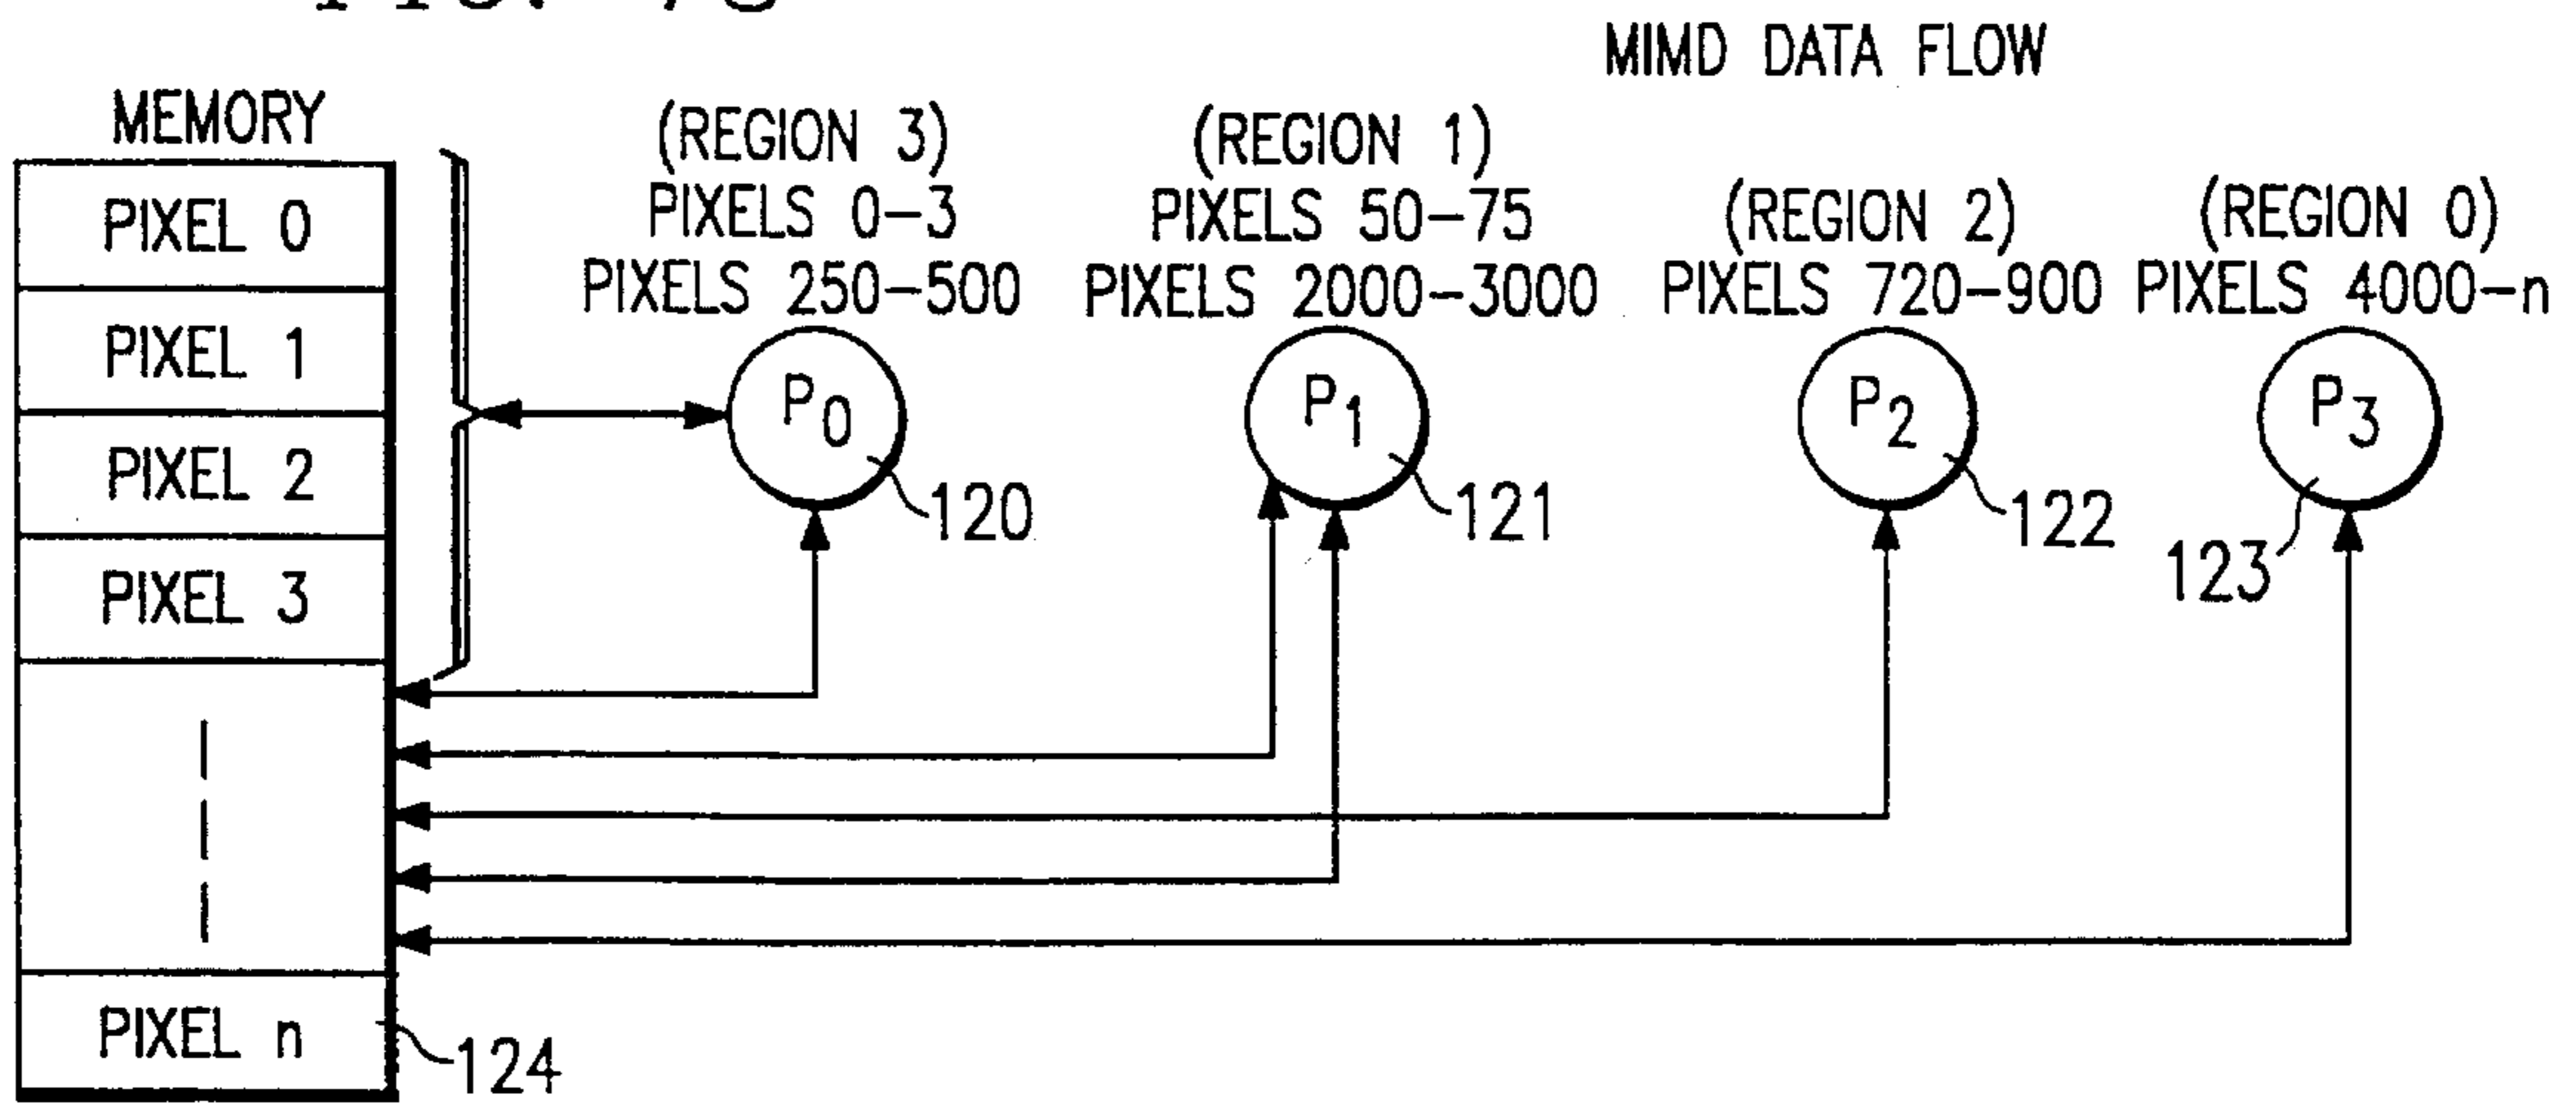 MIMD DATA FLOW
MEMORY
PIXEL 0
PIXEL 1
PIXEL 2
PIXEL 3
PIXEL n
124
(REGION 3)
PIXELS 0-3
PIXELS 250-500
P0
120
(REGION 1)
PIXELS 50-75
PIXELS 2000-3000
P1
121
(REGION 2)
PIXELS 720-900
P2
122
(REGION 0)
PIXELS 4000-n
P3
123